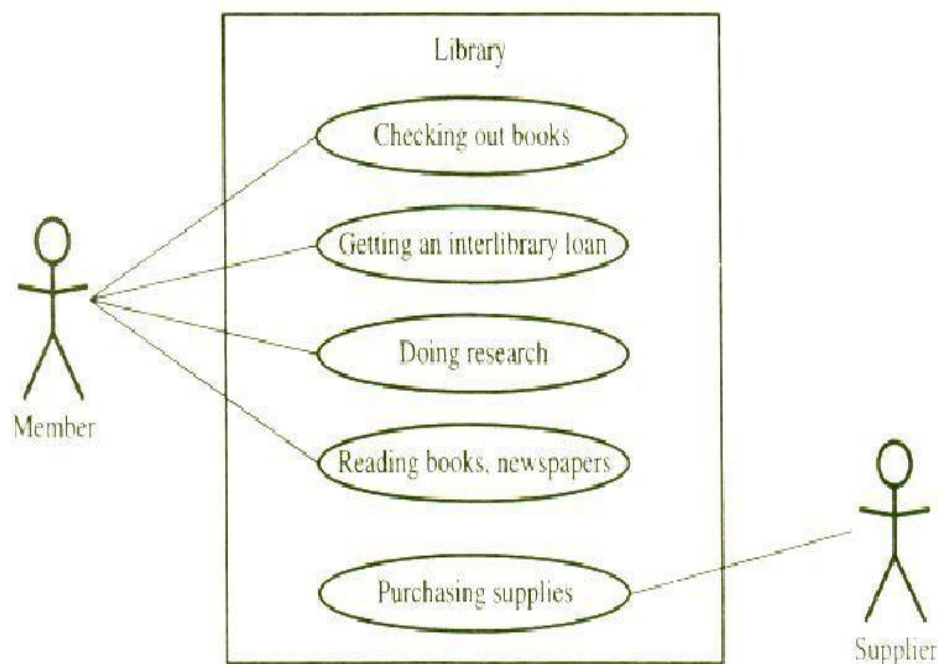 Library
Checking out books
Getting an interlibrary loan
Doing research
Member
Reading books, newspapers
Purchasing supplies
Supplier